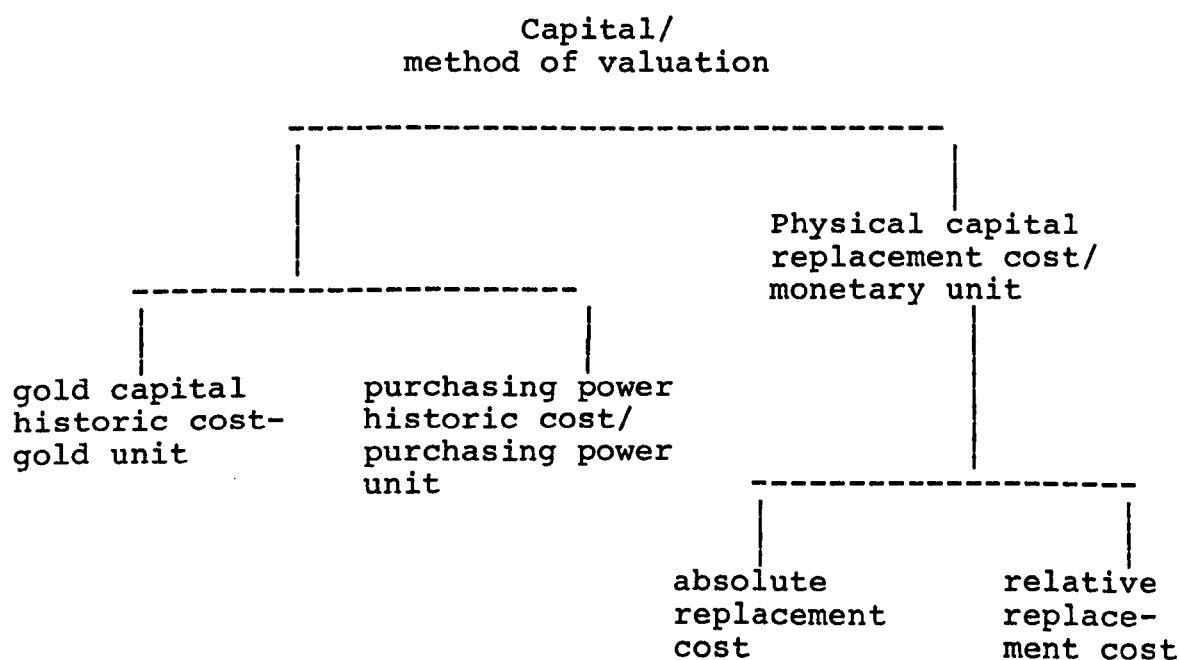 Capital/
method of valuation
Physical capital
replacement cost/
monetary unit
gold capital
historic cost-
gold unit
purchasing power
historic cost/
purchasing power
unit
absolute
replacement
cost
relative
replace-
ment cost